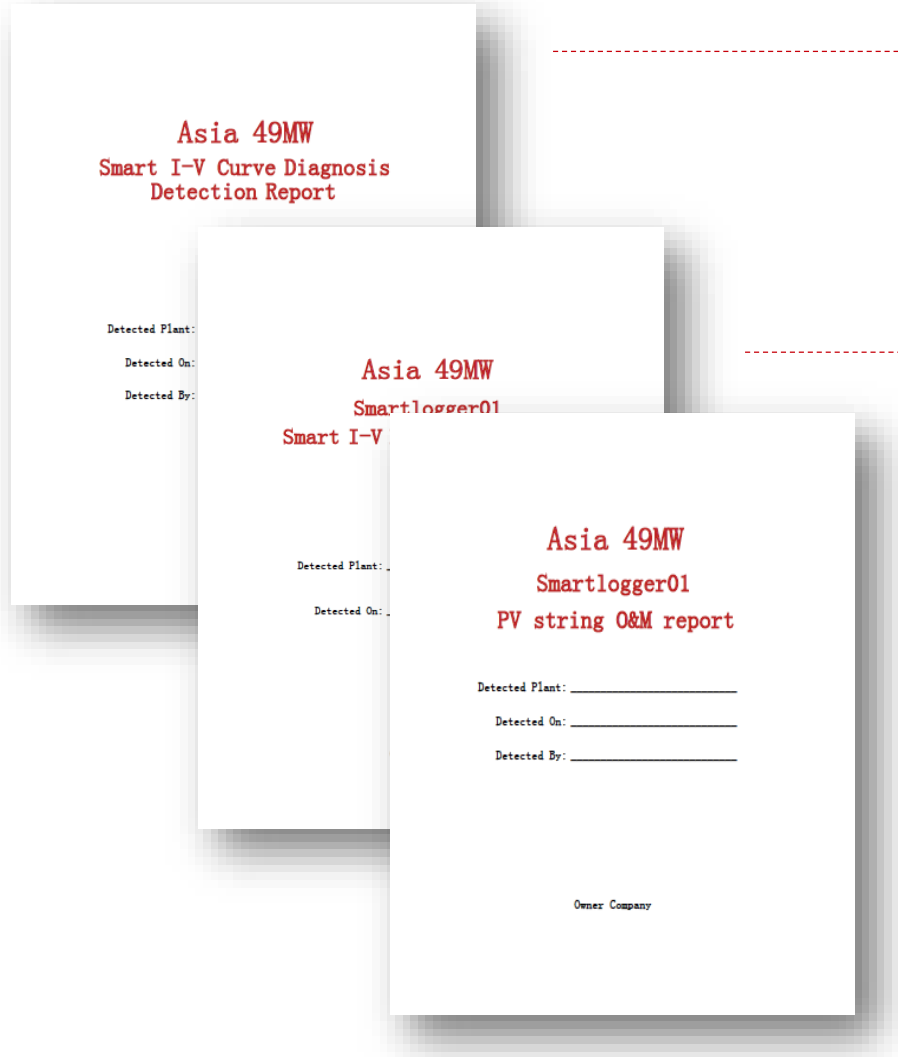 Asia 49MW
Smart I-V Curve Diagnosis
Detection Report
Detected Plant:
Detected On:
Detected By:
Asia 49MW
Smartlogger01
Smart I-V
Detected Plant:
Detected On:
Asia 49MW
Smartlogger01
PV string O&M report
Detected Plant:
Detected On:
Detected By:
Owner Company